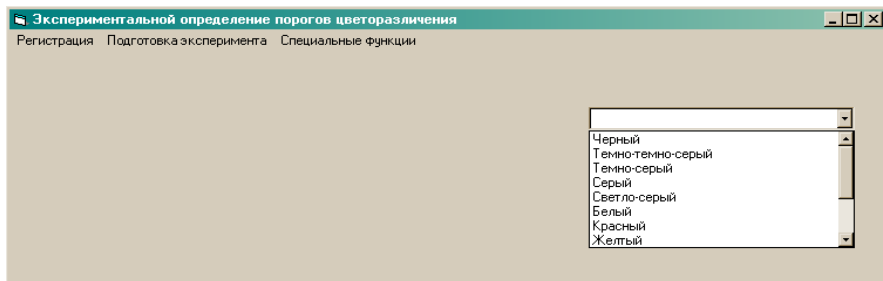 Экспериментальной определение порогов цветоразличения
Регистрация Подготовка эксперимента Специальные функции
Черный
Темно-темно-серый
Темно-серый
Серый
Светло-серый
Белый
Красный
Желтый